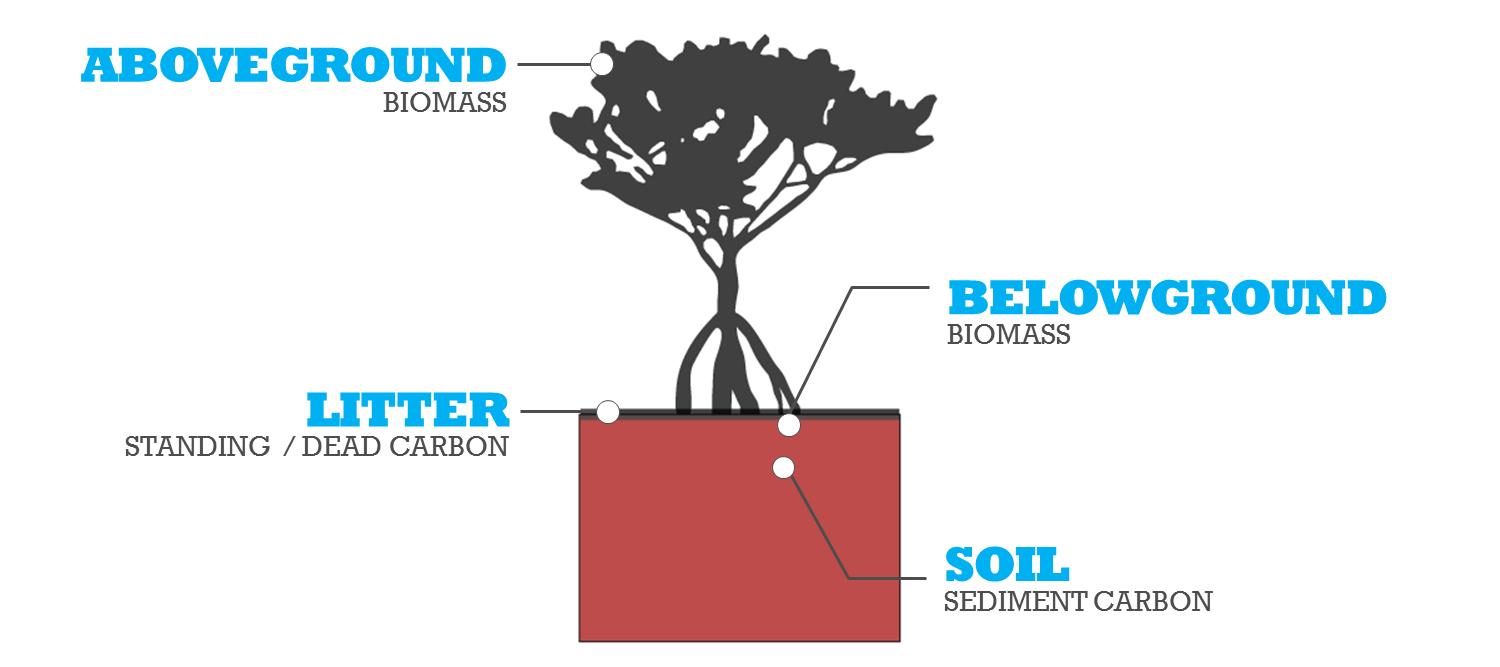 ABOVEGROUND
BIOMASS
BELOWGROUND
BIOMASS
LITTER
STANDING / DEAD CARBON
SOIL
SEDIMENT CARBON